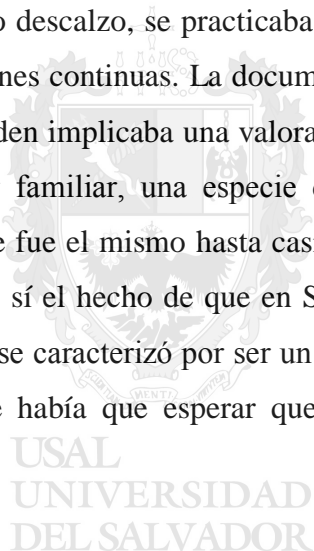 o descalzo, se practicaba
nes continuas. La docum
den implicaba una valora
familiar, una especie
e fue el mismo hasta casi
sí el hecho de que en S
se caracterizó por ser un
e había que esperar que
USAL
UNIVERSIDAD
DEL SALVADOR